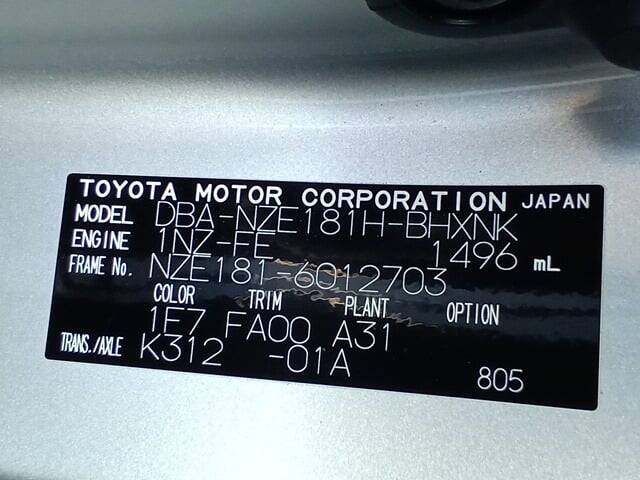 TOYOTA MOTOR CORPORATION JAPAN
MODEL DBA-NZE181H-BHXNK
ENGINE 1NZ-FE 1496 mL
FRAME No. NZE181-6012703
COLOR TRIM PLANT OPTION
1F7 FA00 A31
TRANS./AXLE K312 -01A
805